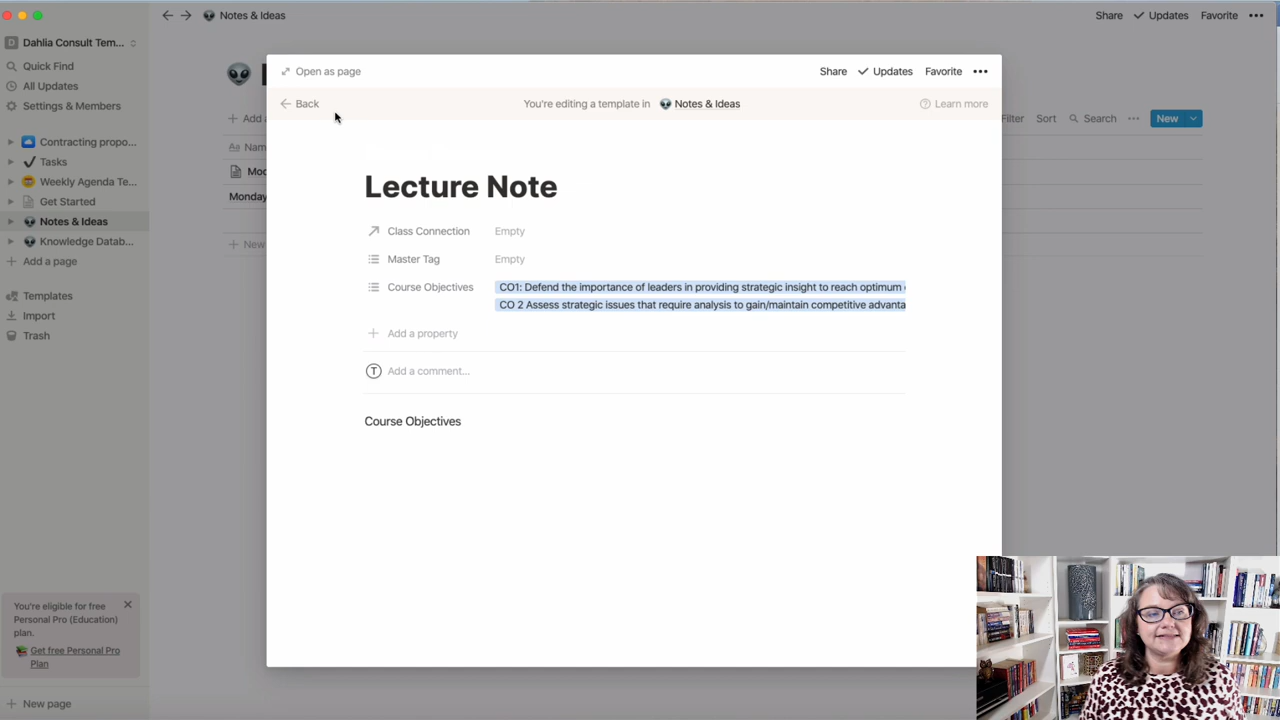 Notes & Ideas
Share
Updates
Favorite
D
Dahlia Consult Tem...
Quick Find
All Updates
Settings & Members
Contracting propo...
Tasks
Weekly Agenda Te...
Get Started
Notes & Ideas
Knowledge Datab...
Add a page
Templates
Import
Trash
You're eligible for free
Personal Pro (Education)
plan.
Get free Personal Pro
Plan
New page
Add a
Filter
Sort
Search
New
Aa Nam
Moc
Monday
New
Open as page
Share
Updates
Favorite
Back
You're editing a template in
Notes & Ideas
Learn more
Lecture Note
Class Connection
Empty
Master Tag
Empty
Course Objectives
CO1: Defend the importance of leaders in providing strategic insight to reach optimum
CO 2 Assess strategic issues that require analysis to gain/maintain competitive advanta
Add a property
T
Add a comment...
Course Objectives